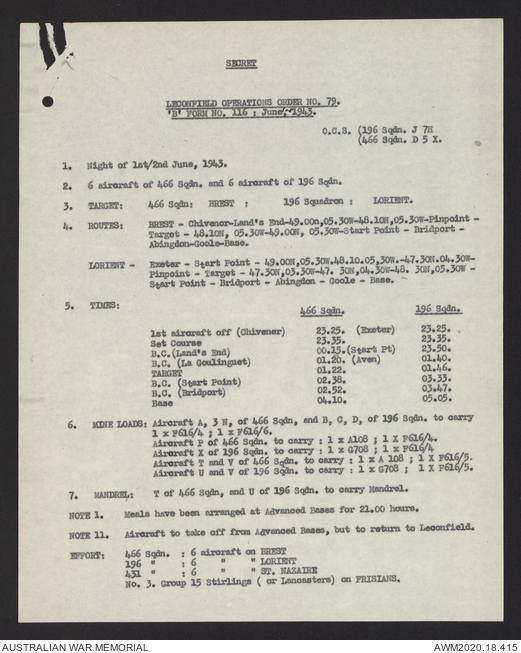 SECRET
LECONFIELD OPERATIONS ORDER NO. 79.
'B' FORM NO. 116 : June, 1943.
O.C.S. (196 Sqdn. J 7H
(466 Sqdn. D 5 X.
1. Night of 1st/2nd June, 1943.
2. 6 aircraft of 466 Sqdn. and 6 aircraft of 196 Sqdn.
3. TARGET: 466 Sqdn: BREST : 196 Squadron : LORIENT.
4. ROUTES: BREST - Chivenor-Land's End-49.00n,05.30W-48.10N,05.30W-Pinpoint -
Target - 48.10N, 05.30W-49.00N, 05.30W-Start Point - Bridport -
Abingdon-Goole-Base.
LORIENT - Exeter - Start Point - 49.00N,05.30W.48.10.05,30W.-47.30N.04.30W-
Pinpoint - Target - 47.30N,03.30W-47. 30N,04.30W-48. 30N,05.30W -
Start Point - Bridport - Abingdon - Goole - Base.
5. TIMES: 466 Sqdn. 196 Sqdn.
1st aircraft off (Chivener) 23.25. (Exeter) 23.25.
Set Course 23.35. 23.35.
B.C.(Land's End) 00.15.(Start Pt) 23.50.
B.C. (La Coulinguet) 01.20. (Aven) 01.40.
TARGET 01.22. 01.46.
B.C. (Start Point) 02.38. 03.33.
B.C. (Bridport) 02.52. 03.47.
Base 04.10. 05.05.
6. MINE LOADS: Aircraft A, 3 N, of 466 Sqdn, and B, C, D, of 196 Sqdn. to carry
1 x F616/4 ; 1 x F616/6.
Aircraft P of 466 Sqdn. to carry : 1 x A108 ; 1 X F616/4.
Aircraft X of 196 Sqdn. to carry : 1 x G708 ; 1 X F616/4
Aircraft T and V of 466 Sqdn. to carry : 1 x A 108 ; 1 X F616/5.
Aircraft U and V of 196 Sqdn. to carry : 1 x G708 ; 1 X F616/5.
7. MANDREL: T of 466 Sqdn, and U of 196 Sqdn. to carry Mandrel.
NOTE 1. Meals have been arranged at Advanced Bases for 21.00 hours.
NOTE 11. Aircraft to take off from Advanced Bases, but to return to Leconfield.
EFFORT: 466 Sqdn. : 6 aircraft on BREST
196 " : 6 " " LORIENT
431 " : 6 " " ST. NAZAIRE
No. 3. Group 15 Stirlings ( or Lancasters) on FRISIANS.
AUSTRALIAN WAR MEMORIAL
AWM2020.18.415